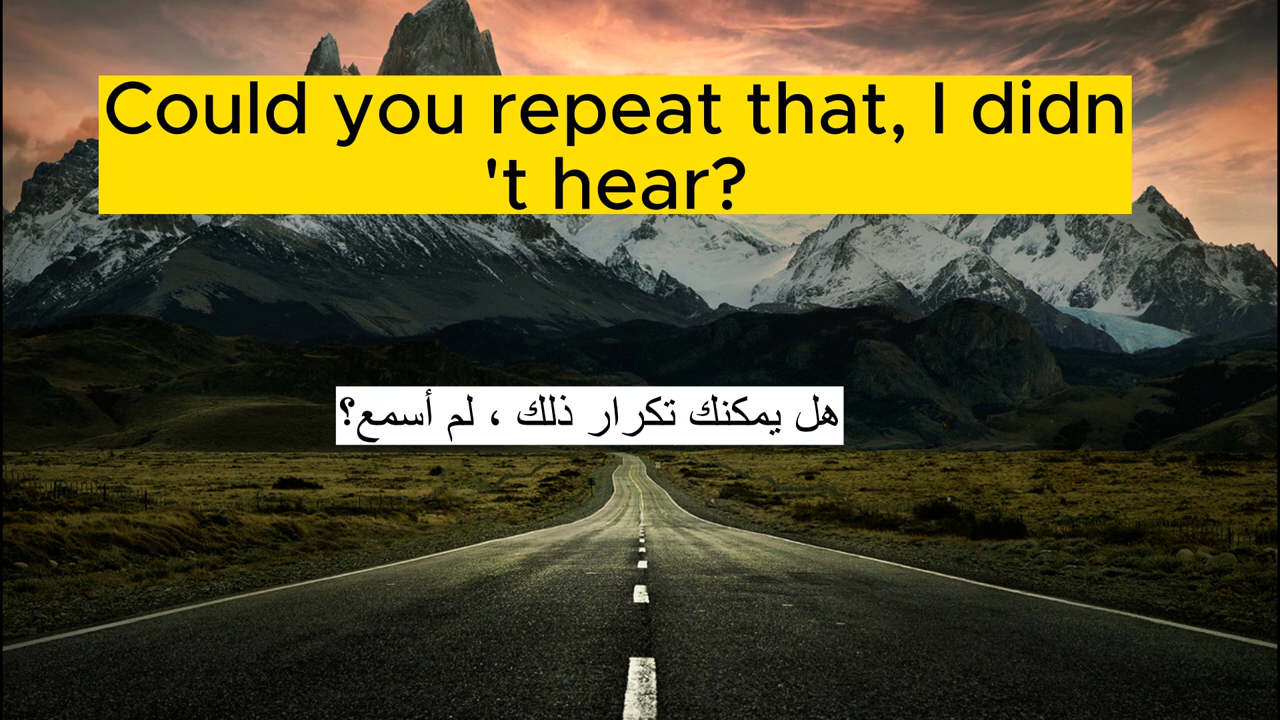 Could you repeat that, I didn
't hear?
هل يمكنك تكرار ذلك ، لم أسمع؟